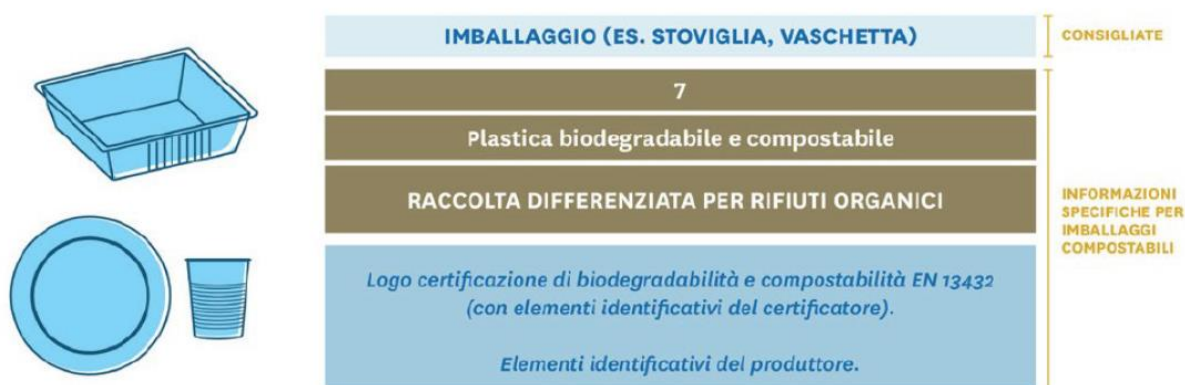 IMBALLAGGIO (ES. STOVIGLIA, VASCHETTA)
CONSIGLIATE
7
Plastica biodegradabile e compostabile
RACCOLTA DIFFERENZIATA PER RIFIUTI ORGANICI
INFORMAZIONI
SPECIFICHE PER
IMBALLAGGI
COMPOSTABILI
Logo certificazione di biodegradabilità e compostabilità EN 13432
(con elementi identificativi del certificatore).
Elementi identificativi del produttore.